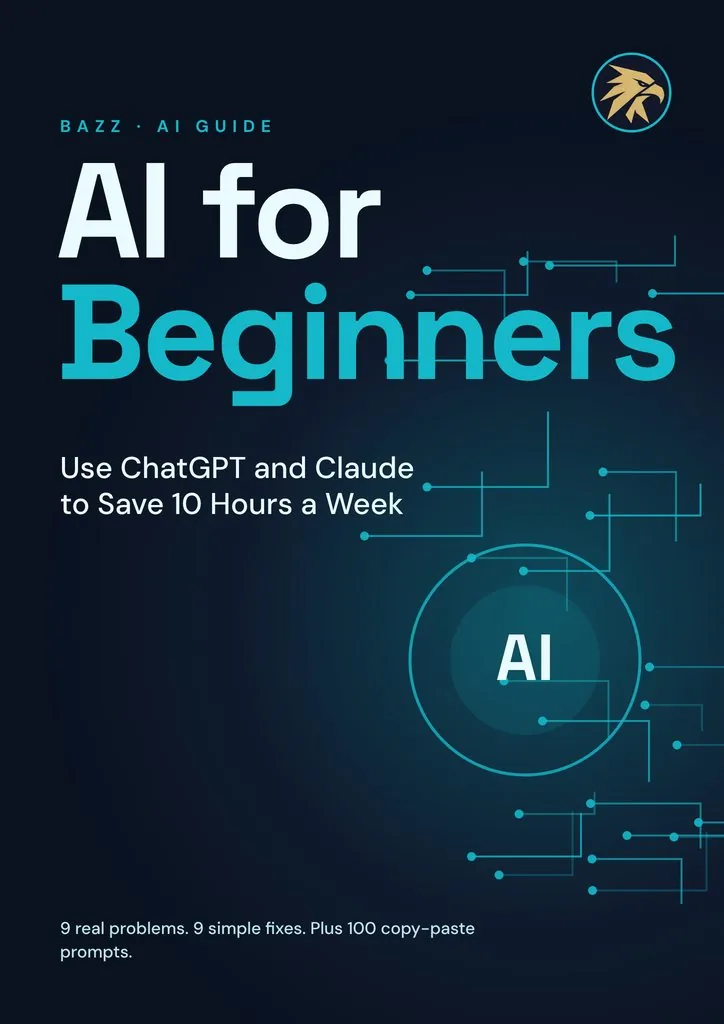 BAZZ · AI GUIDE
AI for
Beginners
Use ChatGPT and Claude
to Save 10 Hours a Week
AI
9 real problems. 9 simple fixes. Plus 100 copy-paste
prompts.